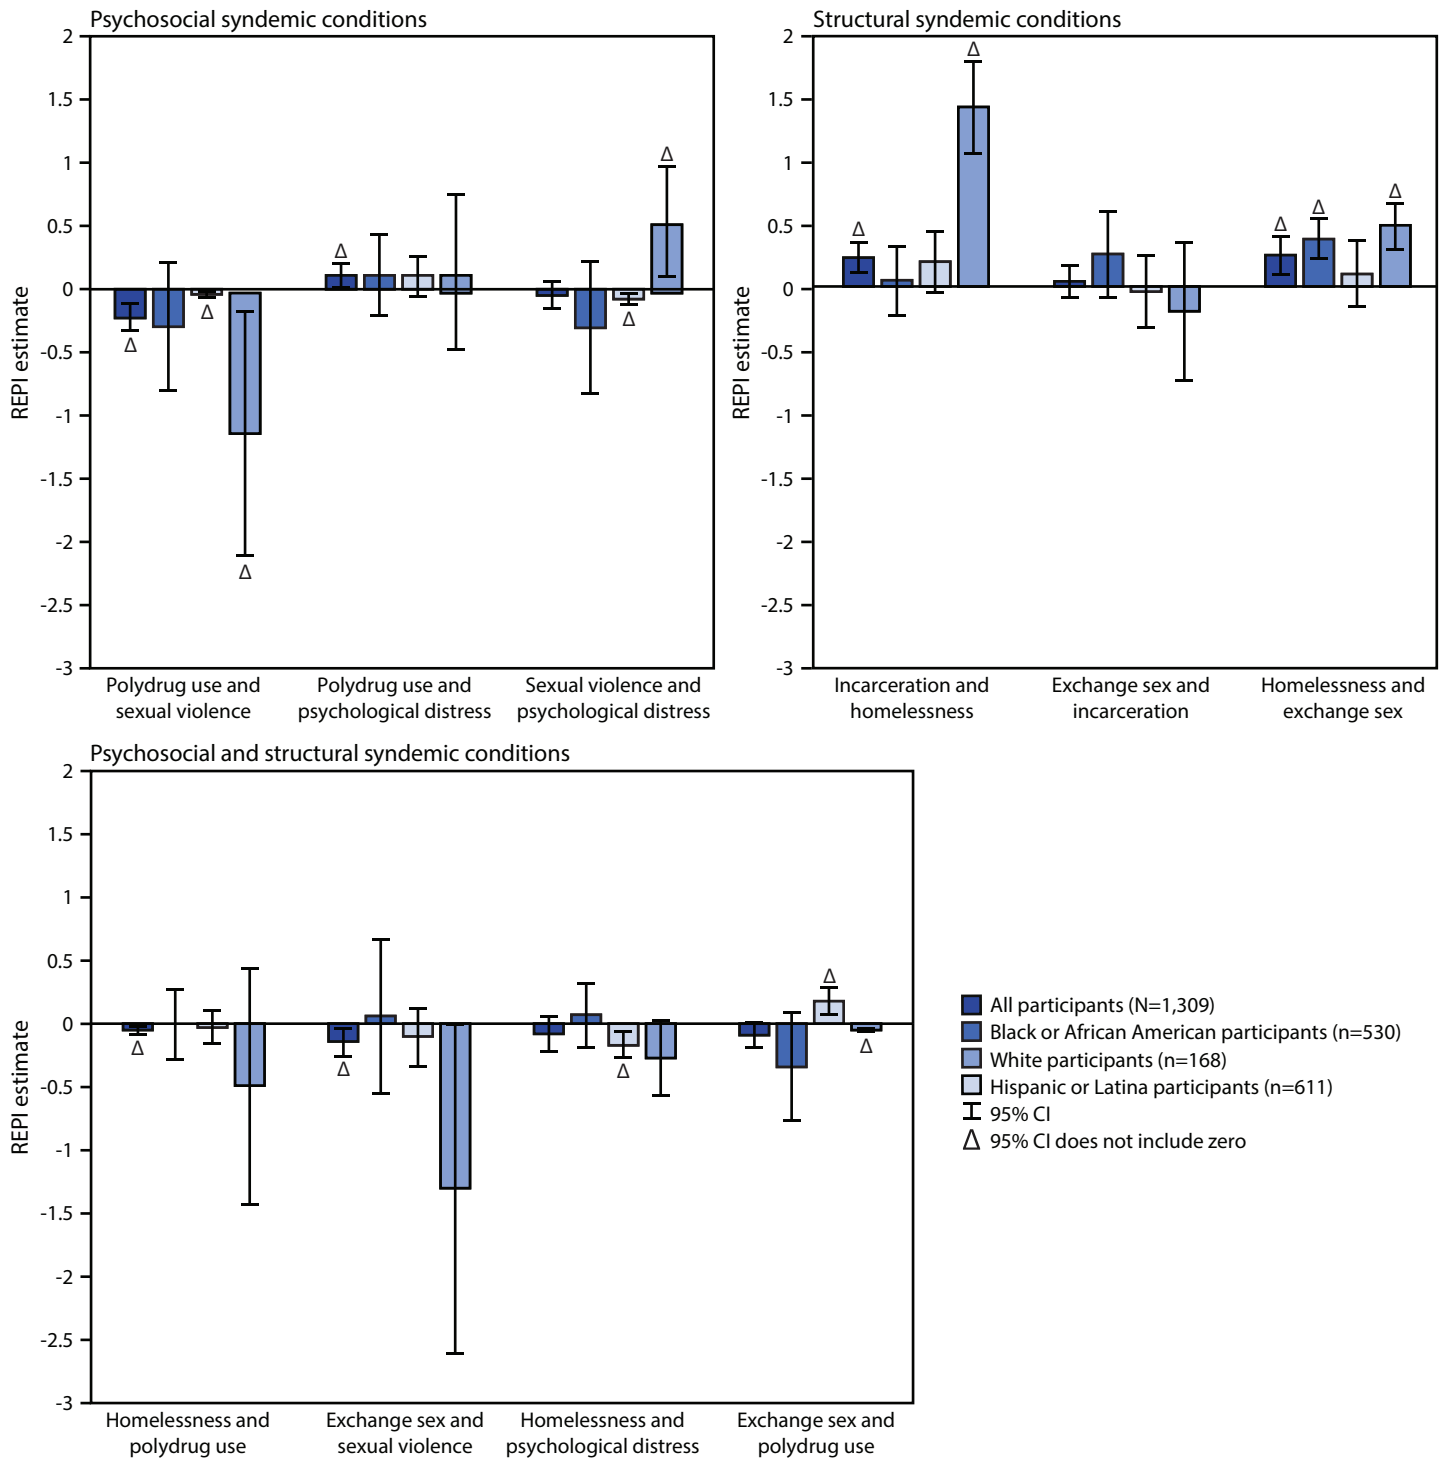 Psychosocial syndemic conditions
2
1.5
1
0.5
0
-0.5
-1
-1.5
-2
-2.5
-3
REPI estimate
Δ
Δ
Δ
Δ
Δ
Δ
Polydrug use and
sexual violence
Polydrug use and
psychological distress
Sexual violence and
psychological distress
Structural syndemic conditions
2
1.5
1
0.5
0
-0.5
-1
-1.5
-2
-2.5
-3
REPI estimate
Δ
Δ
Δ
Δ
Δ
Incarceration and
homelessness
Exchange sex and
incarceration
Homelessness and
exchange sex
Psychosocial and structural syndemic conditions
2
1.5
1
0.5
0
-0.5
-1
-1.5
-2
-2.5
-3
REPI estimate
Δ
Δ
Δ
Δ
Δ
Homelessness and
polydrug use
Exchange sex and
sexual violence
Homelessness and
psychological distress
Exchange sex and
polydrug use
All participants (N=1,309)
Black or African American participants (n=530)
White participants (n=168)
Hispanic or Latina participants (n=611)
95% CI
Δ 95% CI does not include zero